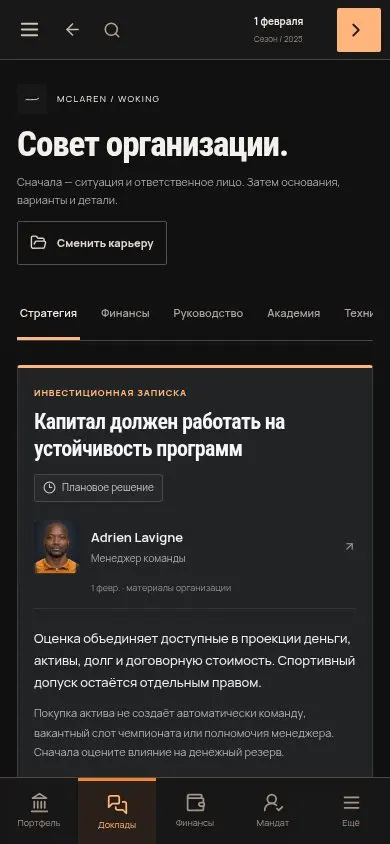 1 февраля
Сезон / 2025
MCLAREN / WOKING
Совет организации.
Сначала — ситуация и ответственное лицо. Затем основания,
варианты и детали.
Сменить карьеру
Стратегия Финансы Руководство Академия Техни
ИНВЕСТИЦИОННАЯ ЗАПИСКА
Капитал должен работать на
устойчивость программ
Плановое решение
Adrien Lavigne
Менеджер команды
1 февр. · материалы организации
Оценка объединяет доступные в проекции деньги,
активы, долг и договорную стоимость. Спортивный
допуск остаётся отдельным правом.
Покупка актива не создаёт автоматически команду,
вакантный слот чемпионата или полномочия менеджера.
Сначала оцените влияние на денежный резерв.
Портфель Доклады Финансы Мандат Ещё